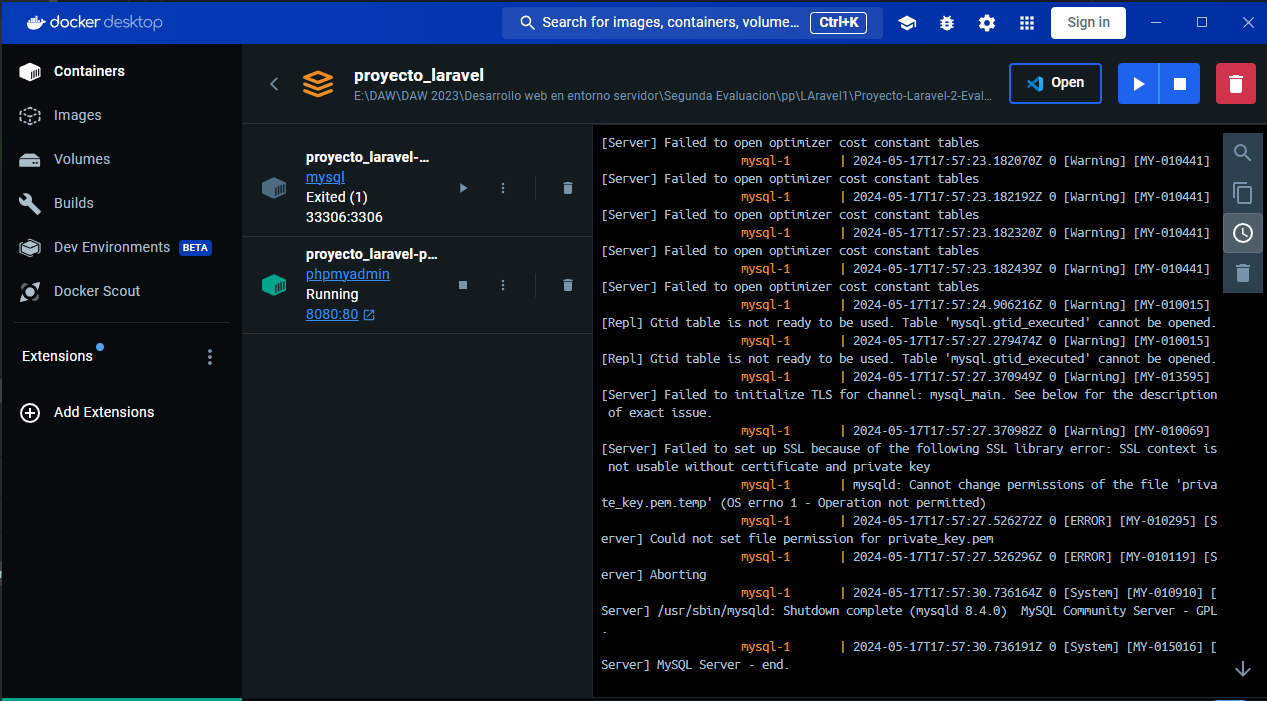 docker desktop
Search for images, containers, volume...
Ctrl+K
Sign in
Containers
Images
Volumes
Builds
Dev Environments BETA
Docker Scout
Extensions
Add Extensions
proyecto_laravel
E:\DAW\DAW 2023\Desarrollo web en entorno servidor\Segunda Evaluacion\pp\LAravel1\Proyecto-Laravel-2-Eval...
Open
proyecto_laravel-...
mysql
Exited (1)
33306:3306
proyecto_laravel-p...
phpmyadmin
Running
8080:80
[Server] Failed to open optimizer cost constant tables
mysql-1 | 2024-05-17T17:57:23.182070Z 0 [Warning] [MY-010441]
[Server] Failed to open optimizer cost constant tables
mysql-1 | 2024-05-17T17:57:23.182192Z 0 [Warning] [MY-010441]
[Server] Failed to open optimizer cost constant tables
mysql-1 | 2024-05-17T17:57:23.182320Z 0 [Warning] [MY-010441]
[Server] Failed to open optimizer cost constant tables
mysql-1 | 2024-05-17T17:57:23.182439Z 0 [Warning] [MY-010441]
[Server] Failed to open optimizer cost constant tables
mysql-1 | 2024-05-17T17:57:24.906216Z 0 [Warning] [MY-010015]
[Repl] Gtid table is not ready to be used. Table 'mysql.gtid_executed' cannot be opened.
mysql-1 | 2024-05-17T17:57:27.279474Z 0 [Warning] [MY-010015]
[Repl] Gtid table is not ready to be used. Table 'mysql.gtid_executed' cannot be opened.
mysql-1 | 2024-05-17T17:57:27.370949Z 0 [Warning] [MY-013595]
[Server] Failed to initialize TLS for channel: mysql_main. See below for the description
of exact issue.
mysql-1 | 2024-05-17T17:57:27.370982Z 0 [Warning] [MY-010069]
[Server] Failed to set up SSL because of the following SSL library error: SSL context is
not usable without certificate and private key
mysql-1 | mysqld: Cannot change permissions of the file 'priva
te_key.pem.temp' (OS errno 1 - Operation not permitted)
mysql-1 | 2024-05-17T17:57:27.526272Z 0 [ERROR] [MY-010295] [S
erver] Could not set file permission for private_key.pem
mysql-1 | 2024-05-17T17:57:27.526296Z 0 [ERROR] [MY-010119] [S
erver] Aborting
mysql-1 | 2024-05-17T17:57:30.736164Z 0 [System] [MY-010910] [
Server] /usr/sbin/mysqld: Shutdown complete (mysqld 8.4.0)  MySQL Community Server - GPL
.
mysql-1 | 2024-05-17T17:57:30.736191Z 0 [System] [MY-015016] [
Server] MySQL Server - end.